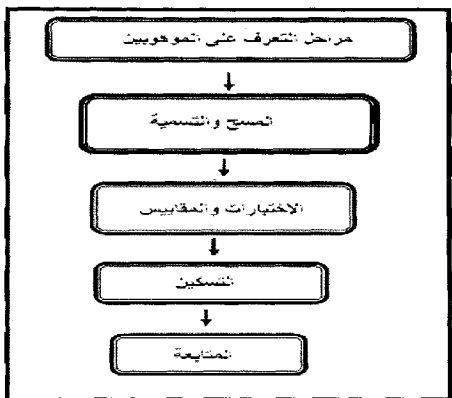 مراحل التعرف على الموهوبين
المسح والتسمية
الاختبارات والمقاييس
التسكين
المتابعة